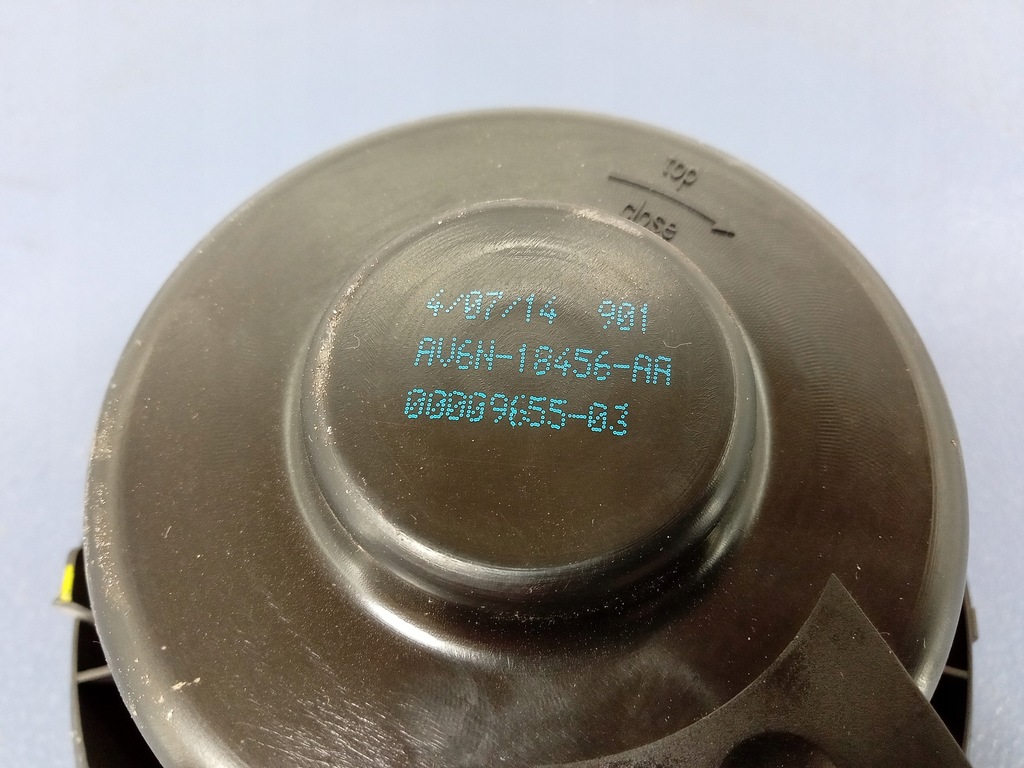 top
close
4/07/14 901
AV6N-18456-AA
00009655-03